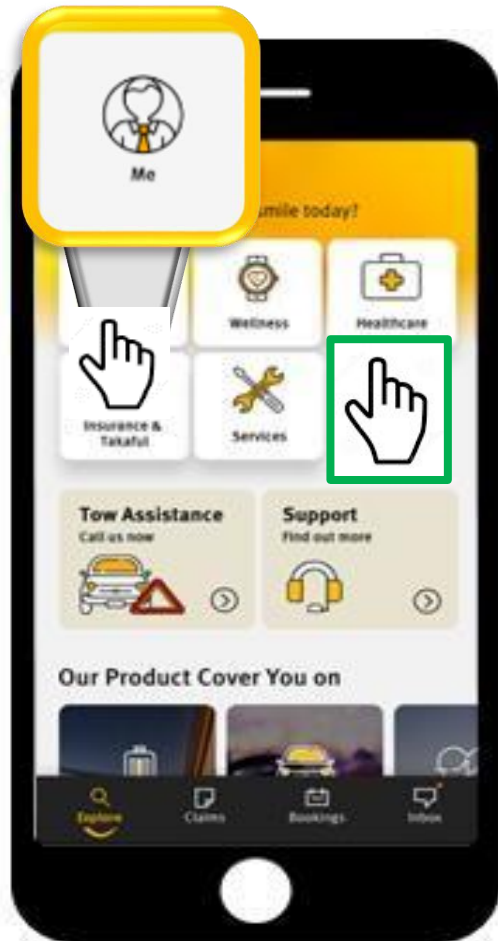 Me
smile today?
Wellness
Healthcare
Insurance &
Takaful
Services
Tow Assistance
Call us now
Support
Find out more
Our Product Cover You on
Explore
Claims
Bookings
Inbox